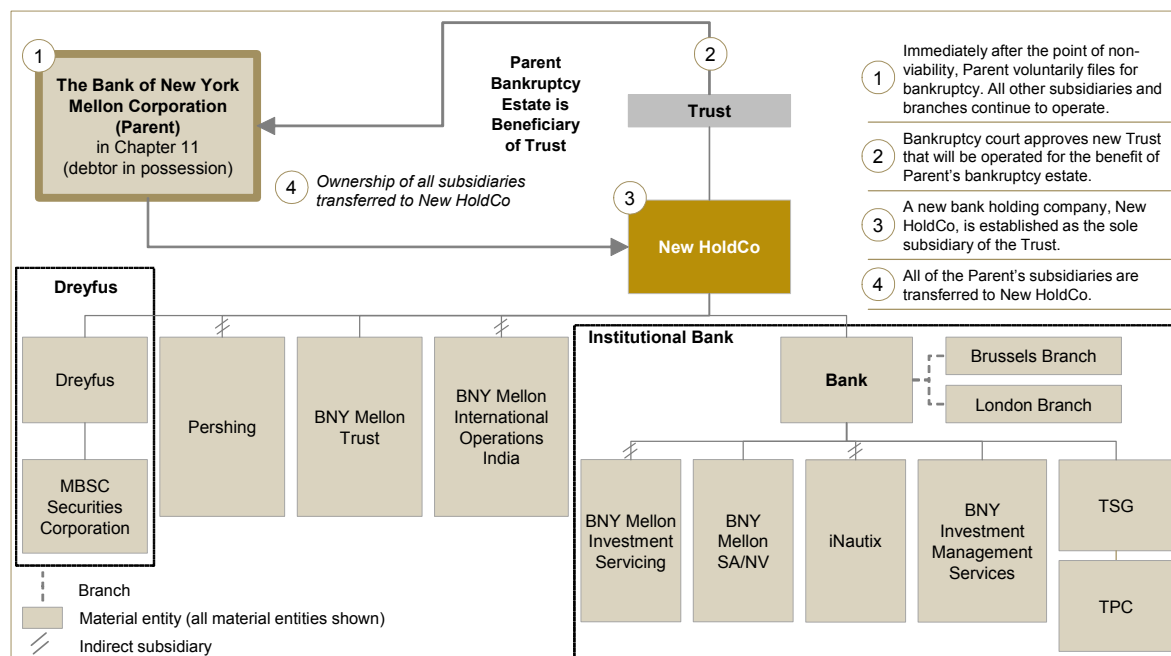 1
The Bank of New York
Mellon Corporation
(Parent)
in Chapter 11
(debtor in possession)
Parent
Bankruptcy
Estate is
Beneficiary
of Trust
2
Trust
4
Ownership of all subsidiaries
transferred to New HoldCo
3
New HoldCo
1
Immediately after the point of non-
viability, Parent voluntarily files for
bankruptcy. All other subsidiaries and
branches continue to operate.
2
Bankruptcy court approves new Trust
that will be operated for the benefit of
Parent's bankruptcy estate.
3
A new bank holding company, New
HoldCo, is established as the sole
subsidiary of the Trust.
4
All of the Parent's subsidiaries are
transferred to New HoldCo.
Dreyfus
Dreyfus
MBSC
Securities
Corporation
Pershing
BNY Mellon
Trust
BNY Mellon
International
Operations
India
Institutional Bank
Bank
Brussels Branch
London Branch
BNY Mellon
Investment
Servicing
BNY
Mellon
SA/NV
iNautix
BNY
Investment
Management
Services
TSG
TPC
Branch
Material entity (all material entities shown)
Indirect subsidiary